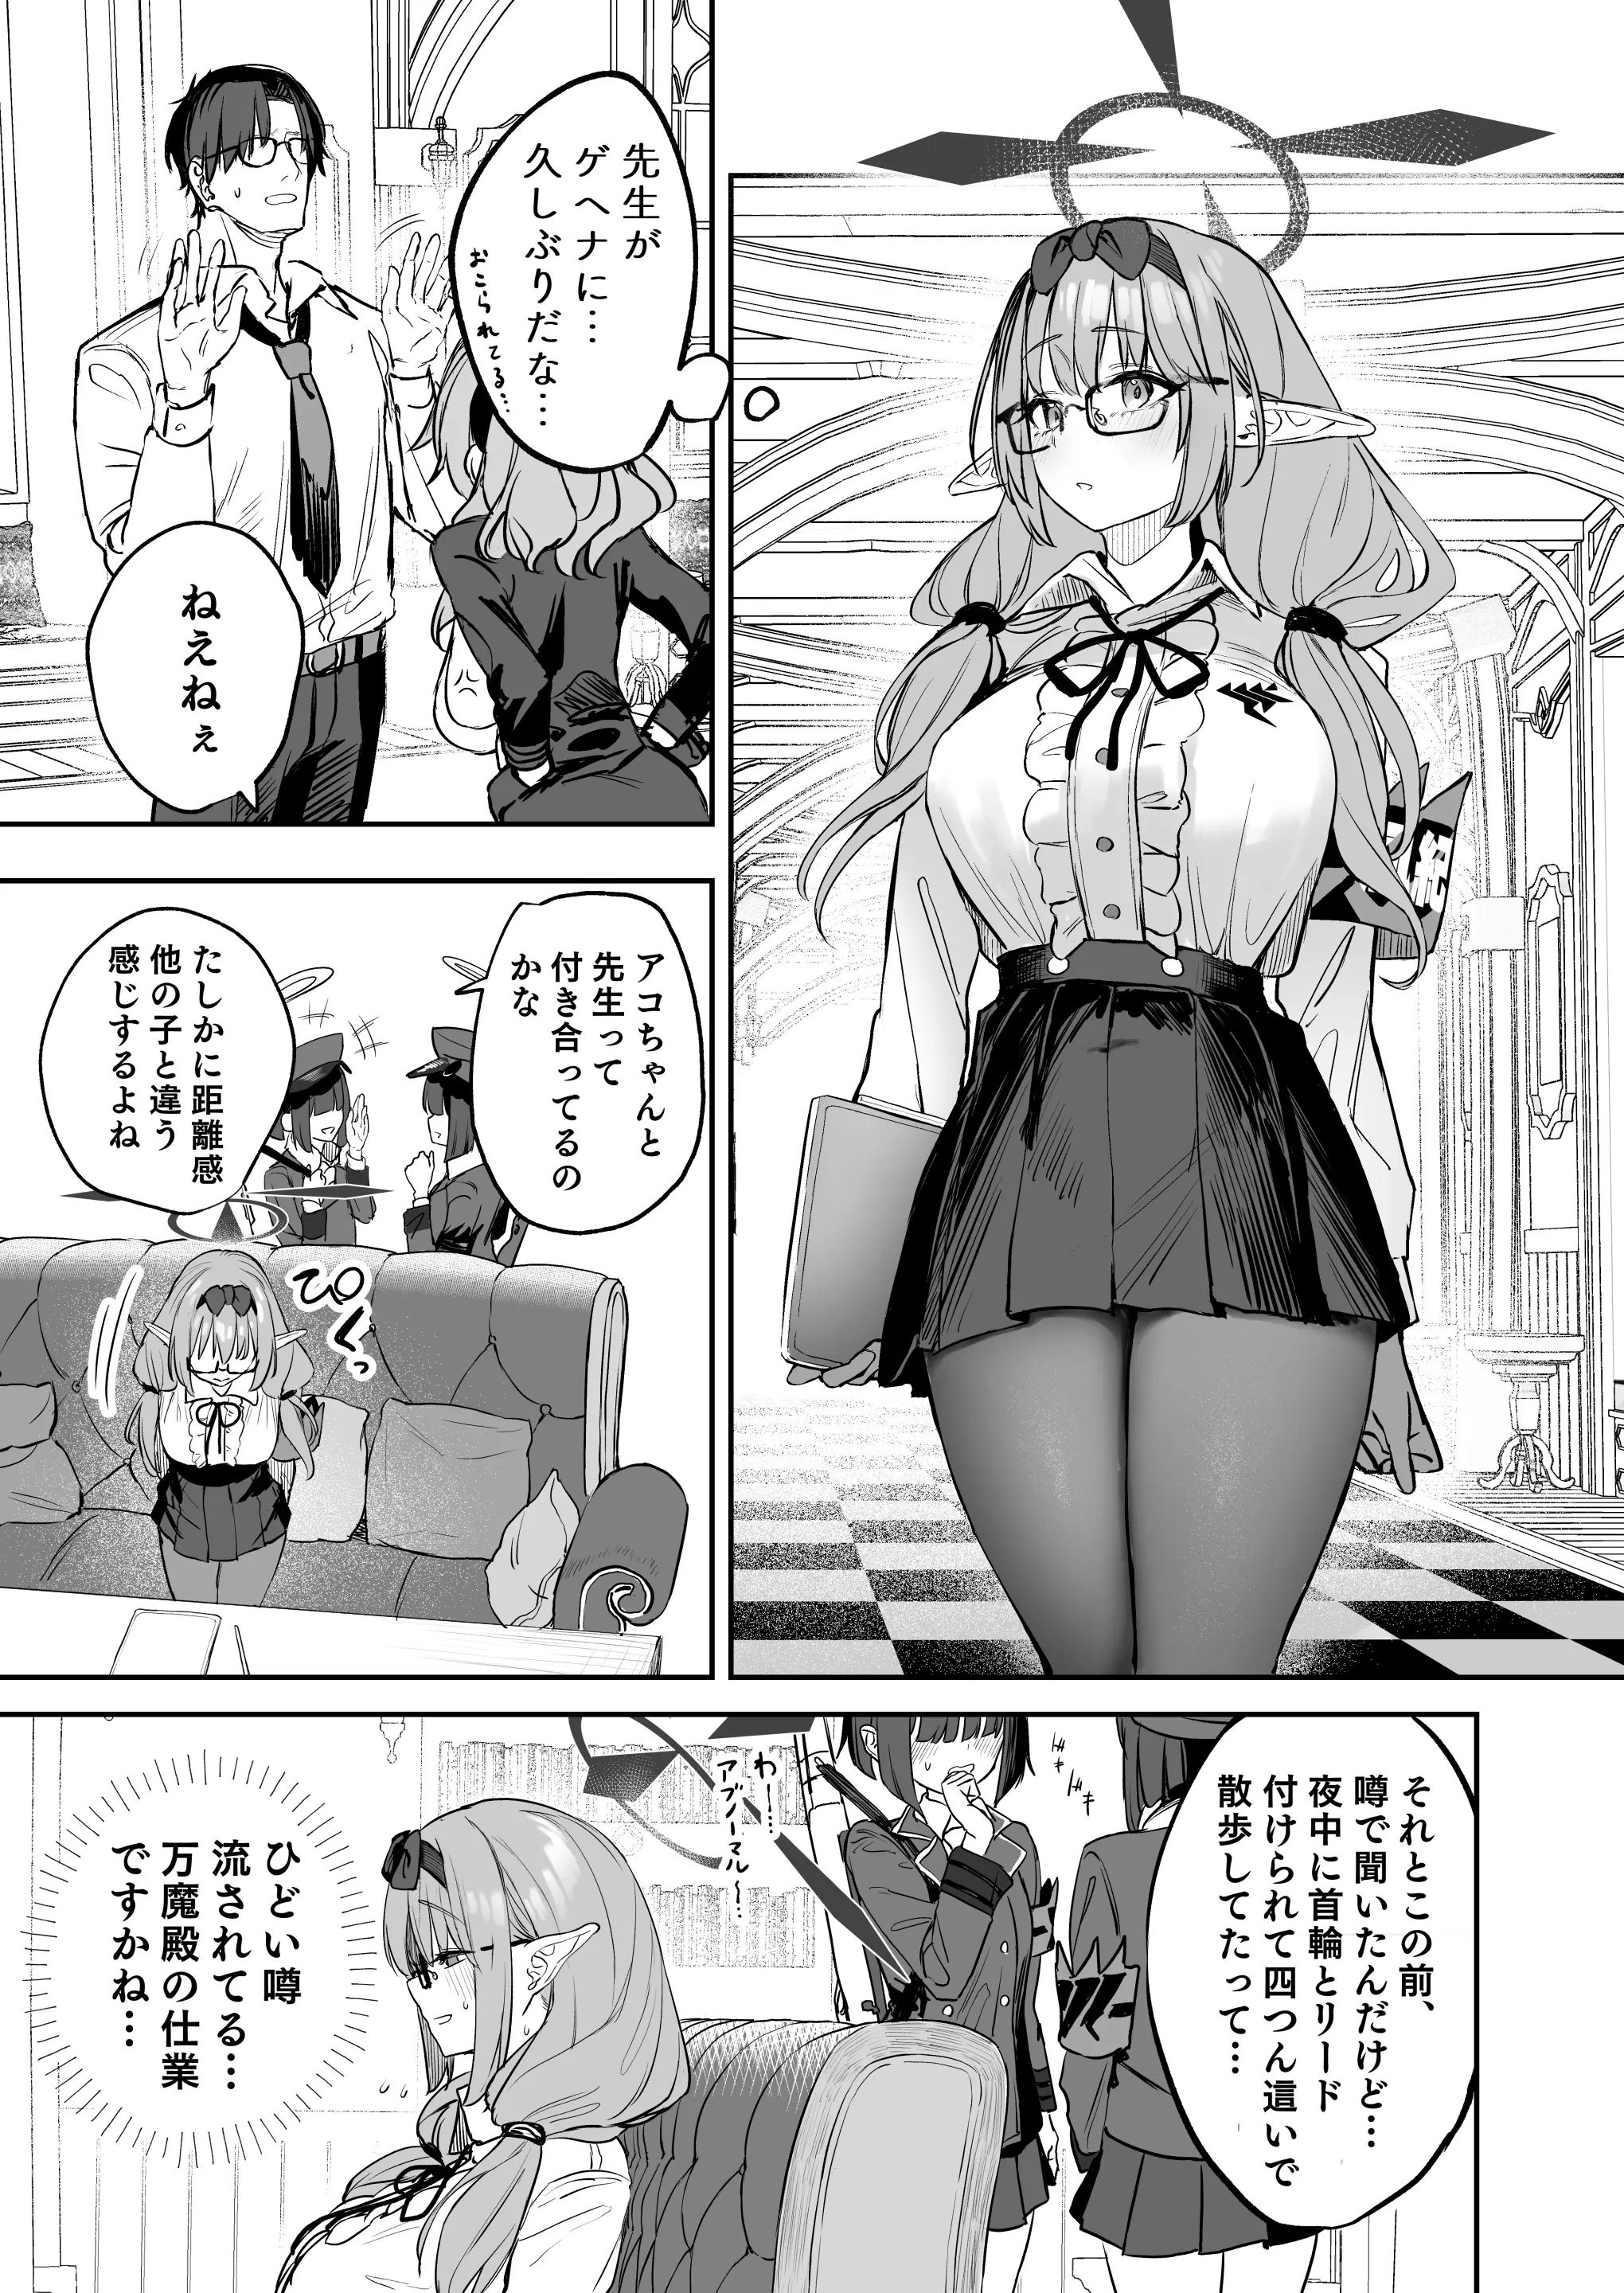 先生が
ゲヘナに…
久しぶりだな…
おこられてる…
ねえねぇ
アコちゃんと
先生って
付き合ってるの
かな
たしかに距離感
他の子と違う
感じするよね
ぴくっ
それとこの前、
噂で聞いたんだけど…
夜中に首輪とリード
付けられて四つん這いで
散歩してたって…
ドキ
ドキ
わー…
アブノーマル〜…
ひどい噂
流されてる…
万魔殿の仕業
ですかね…